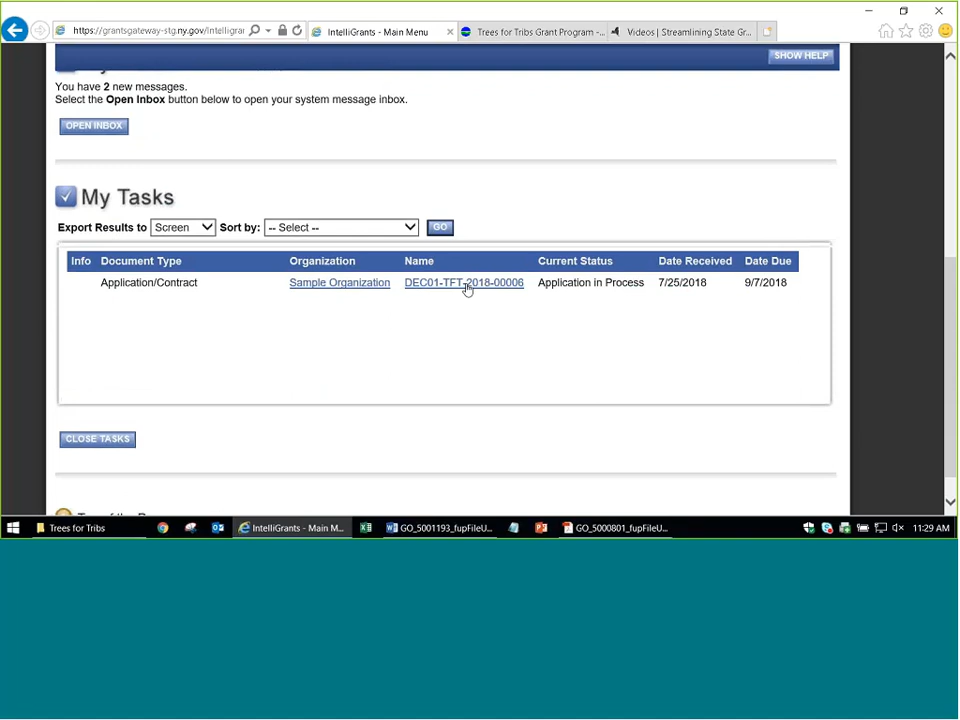 https://grantsgateway-stg.ny.gov/Intelligrar
IntelliGrants - Main Menu
Trees for Tribs Grant Program -...
Videos | Streamlining State Gr...
SHOW HELP
You have 2 new messages.
Select the Open Inbox button below to open your system message inbox.
OPEN INBOX
My Tasks
Export Results to Screen Sort by: -- Select -- GO
Info Document Type Organization Name Current Status Date Received Date Due
Application/Contract Sample Organization DEC01-TFT-2018-00006 Application in Process 7/25/2018 9/7/2018
CLOSE TASKS
Trees for Tribs IntelliGrants - Main M... GO_5001193_fupFileU... GO_5000801_fupFileU... 11:29 AM